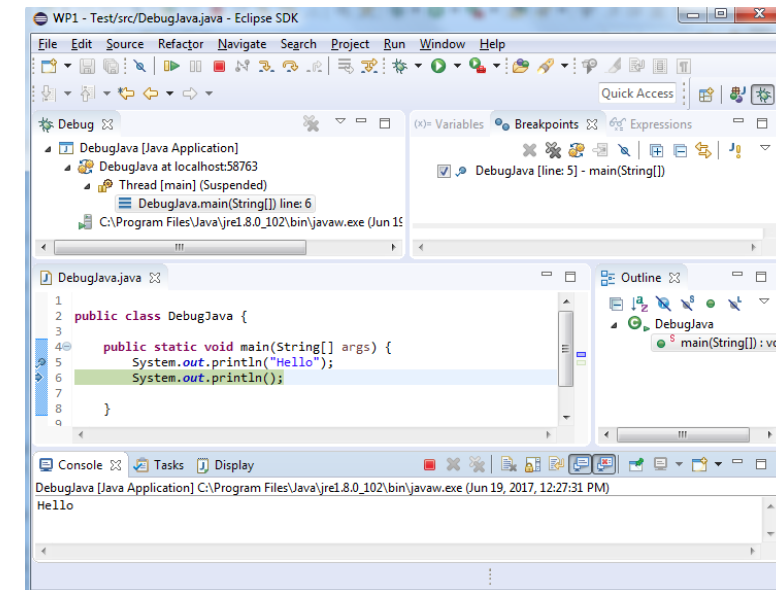 WP1 - Test/src/DebugJava.java - Eclipse SDK
File Edit Source Refactor Navigate Search Project Run Window Help
Quick Access
Debug
(x)= Variables Breakpoints Expressions
DebugJava [Java Application]
DebugJava at localhost:58763
Thread [main] (Suspended)
DebugJava.main(String[]) line: 6
C:\Program Files\Java\jre1.8.0_102\bin\javaw.exe (Jun 19
DebugJava [line: 5] - main(String[])
DebugJava.java
1
2 public class DebugJava {
3
4 public static void main(String[] args) {
5 System.out.println("Hello");
6 System.out.println();
7
8 }
9
Outline
DebugJava
main(String[]) : vo
Console Tasks Display
DebugJava [Java Application] C:\Program Files\Java\jre1.8.0_102\bin\javaw.exe (Jun 19, 2017, 12:27:31 PM)
Hello